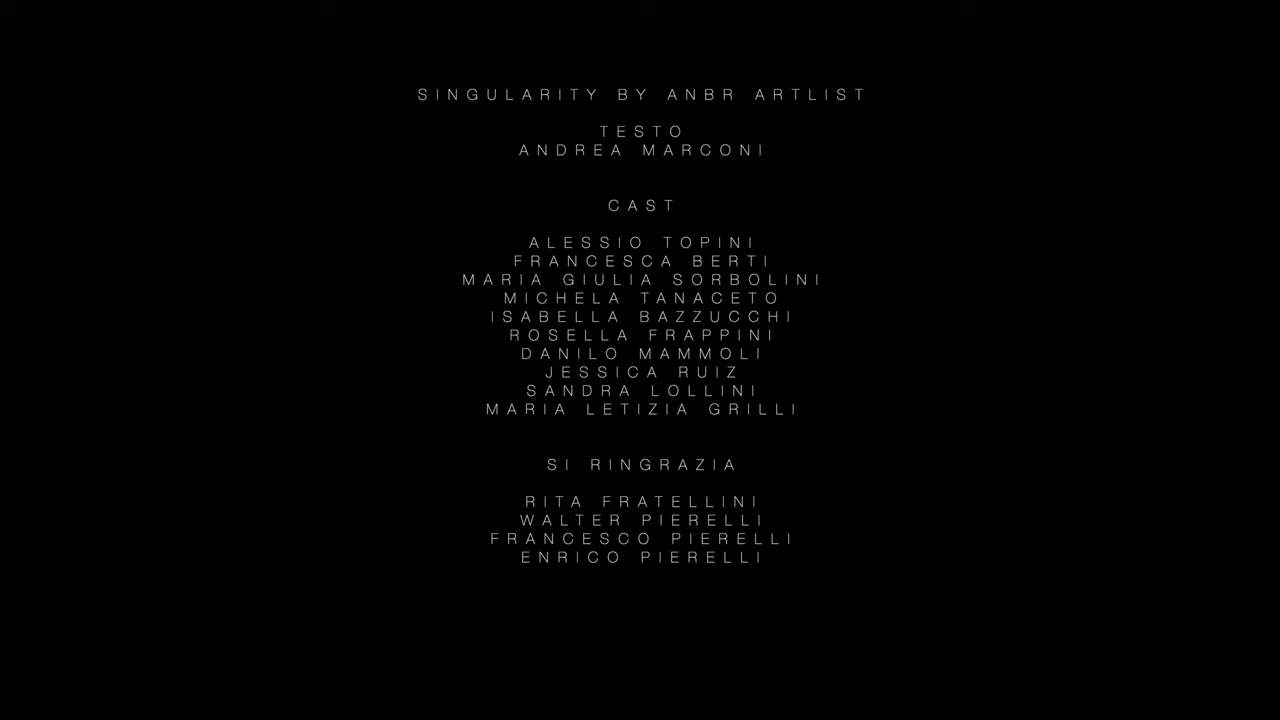 SINGULARITY BY ANBR ARTLIST
TESTO
ANDREA MARCONI
CAST
ALESSIO TOPINI
FRANCESCA BERTI
MARIA GIULIA SORBOLINI
MICHELA TANACETO
ISABELLA BAZZUCCHI
ROSELLA FRAPPINI
DANILO MAMMOLI
JESSICA RUIZ
SANDRA LOLLINI
MARIA LETIZIA GRILLI
SI RINGRAZIA
RITA FRATELLINI
WALTER PIERELLI
FRANCESCO PIERELLI
ENRICO PIERELLI